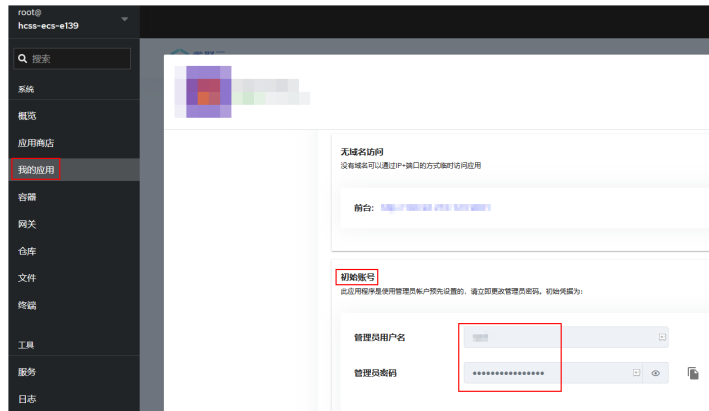 root@
hcss-ecs-e139
搜索
系统
概览
应用商店
我的应用
容器
网关
仓库
文件
终端
工具
服务
日志
无域名访问
没有域名可以通过IP+端口的方式临时访问应用
前台:
初始账号
此应用程序是使用管理员帐户预先设置的，请立即更改管理员密码。初始凭据为:
管理员用户名
管理员密码